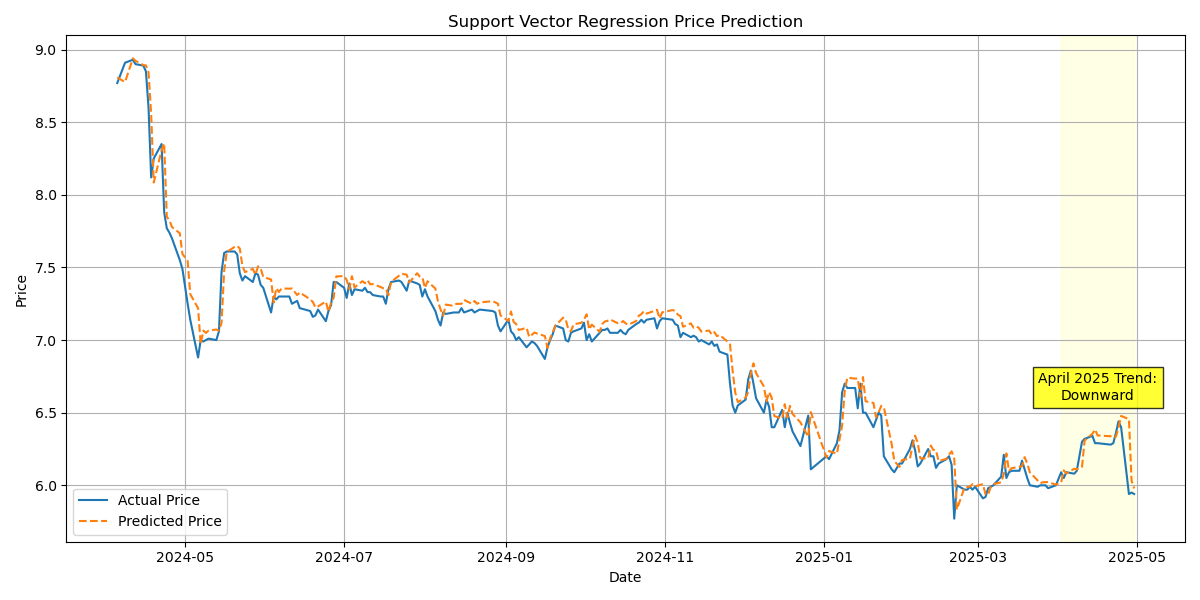 Support Vector Regression Price Prediction
Price
9.0
8.5
8.0
7.5
7.0
6.5
6.0
April 2025 Trend:
Downward
Actual Price
Predicted Price
2024-05
2024-07
2024-09
2024-11
2025-01
2025-03
2025-05
Date